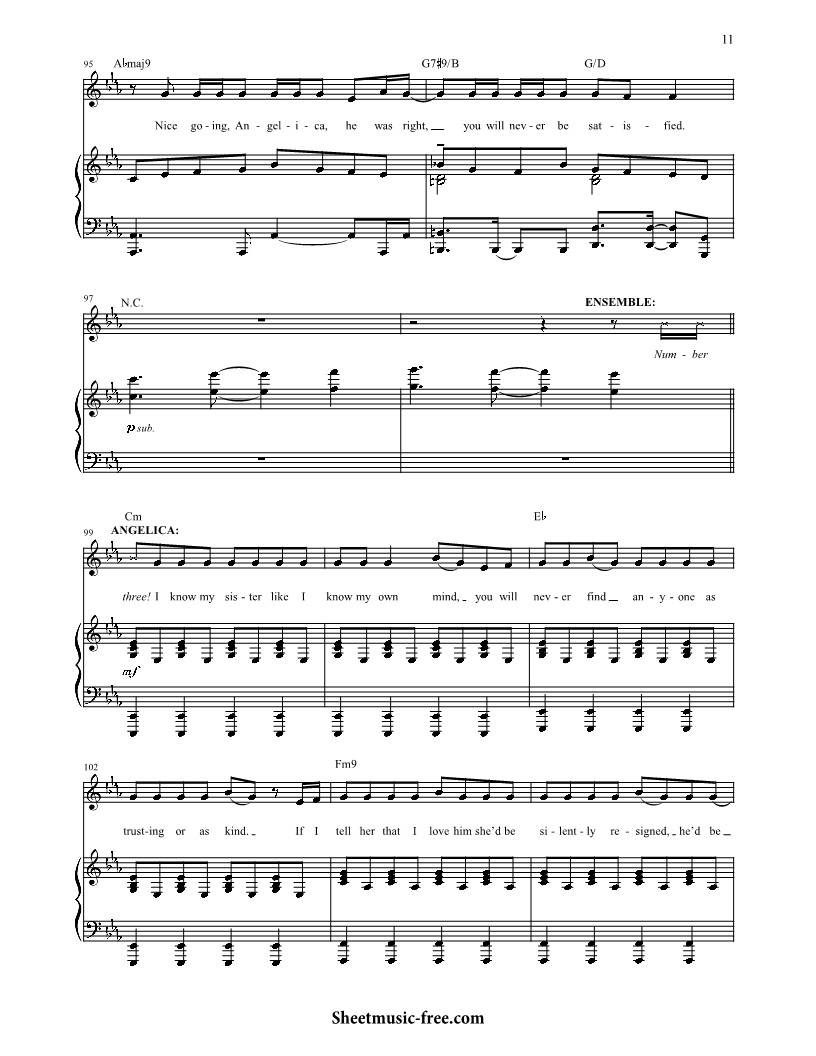 11
95 A♭maj9 G7♯9/B G/D
Nice go - ing, An - gel - i - ca, he was right, __ you will nev - er be sat - is - fied.
97 N.C. ENSEMBLE:
Num - ber
p sub.
Cm E♭
99 ANGELICA:
three! I know my sis - ter like I know my own mind, _ you will nev - er find __ an - y - one as
mf
102 Fm9
trust-ing or as kind. _ If I tell her that I love him she'd be si - lent - ly re - signed, _ he'd be __
Sheetmusic-free.com